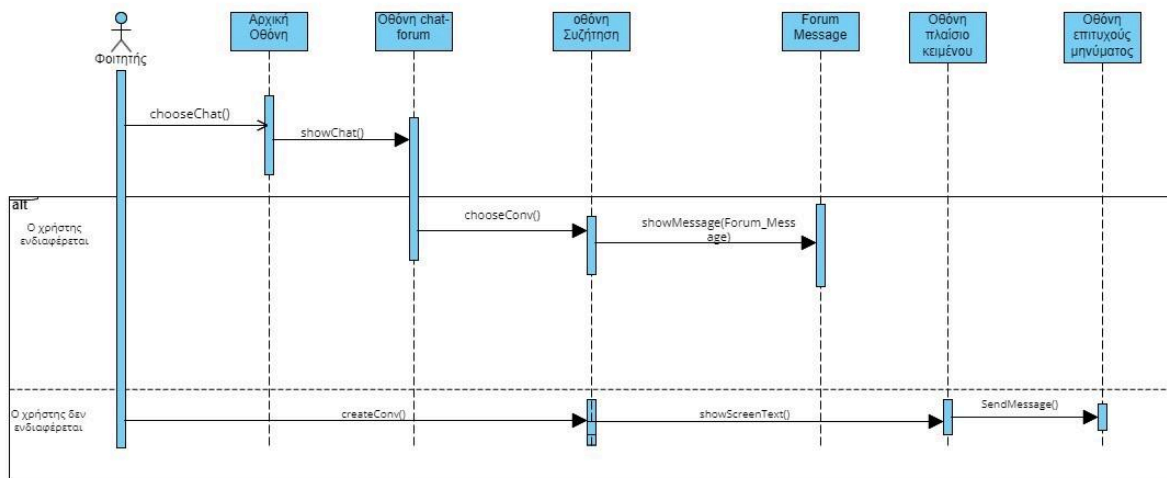 Φοιτητής
Αρχική
Οθόνη
Οθόνη chat-
forum
οθόνη
Συζήτηση
Forum
Message
Οθόνη
πλαίσιο
κειμένου
Οθόνη
επιτυχούς
μηνύματος
chooseChat()
showChat()
alt
Ο χρήστης
ενδιαφέρεται
chooseConv()
showMessage(Forum_Mess
age)
Ο χρήστης δεν
ενδιαφέρεται
createConv()
showScreenText()
SendMessage()